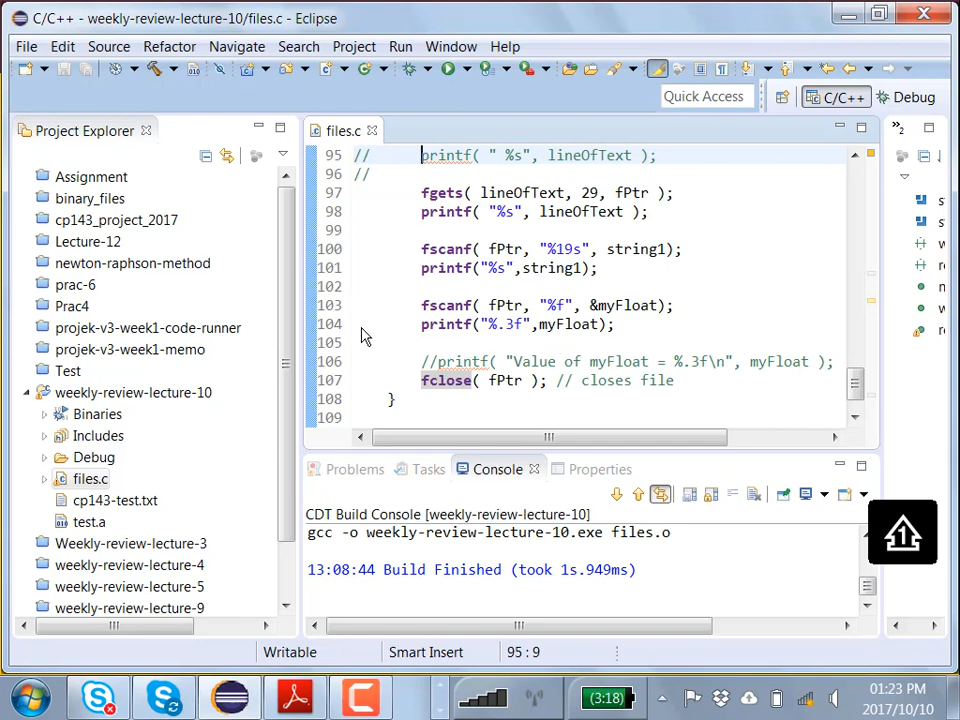 C/C++ - weekly-review-lecture-10/files.c - Eclipse
File Edit Source Refactor Navigate Search Project Run Window Help
Quick Access C/C++ Debug
Project Explorer
Assignment
binary_files
cp143_project_2017
Lecture-12
newton-raphson-method
prac-6
Prac4
projek-v3-week1-code-runner
projek-v3-week1-memo
Test
weekly-review-lecture-10
Binaries
Includes
Debug
files.c
cp143-test.txt
test.a
Weekly-review-lecture-3
weekly-review-lecture-4
weekly-review-lecture-5
weekly-review-lecture-9
files.c
95 // printf( " %s", lineOfText );
96 //
97 fgets( lineOfText, 29, fPtr );
98 printf( "%s", lineOfText );
99
100 fscanf( fPtr, "%19s", string1);
101 printf("%s",string1);
102
103 fscanf( fPtr, "%f", &myFloat);
104 printf("%.3f",myFloat);
105
106 //printf( "Value of myFloat = %.3f\n", myFloat );
107 fclose( fPtr ); // closes file
108 }
109
Problems Tasks Console Properties
CDT Build Console [weekly-review-lecture-10]
gcc -o weekly-review-lecture-10.exe files.o
13:08:44 Build Finished (took 1s.949ms)
»2
1
Writable Smart Insert 95 : 9
(3:18)
01:23 PM
2017/10/10